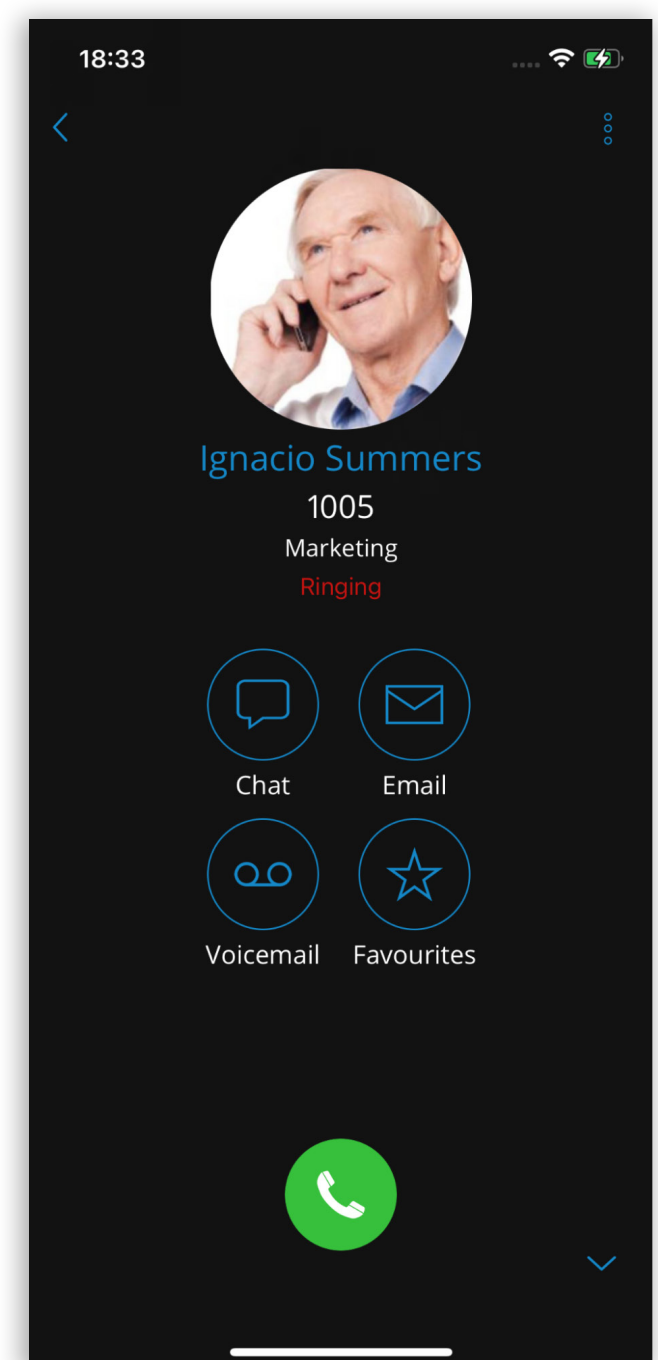 18:33
Ignacio Summers
1005
Marketing
Ringing
Chat Email
Voicemail Favourites